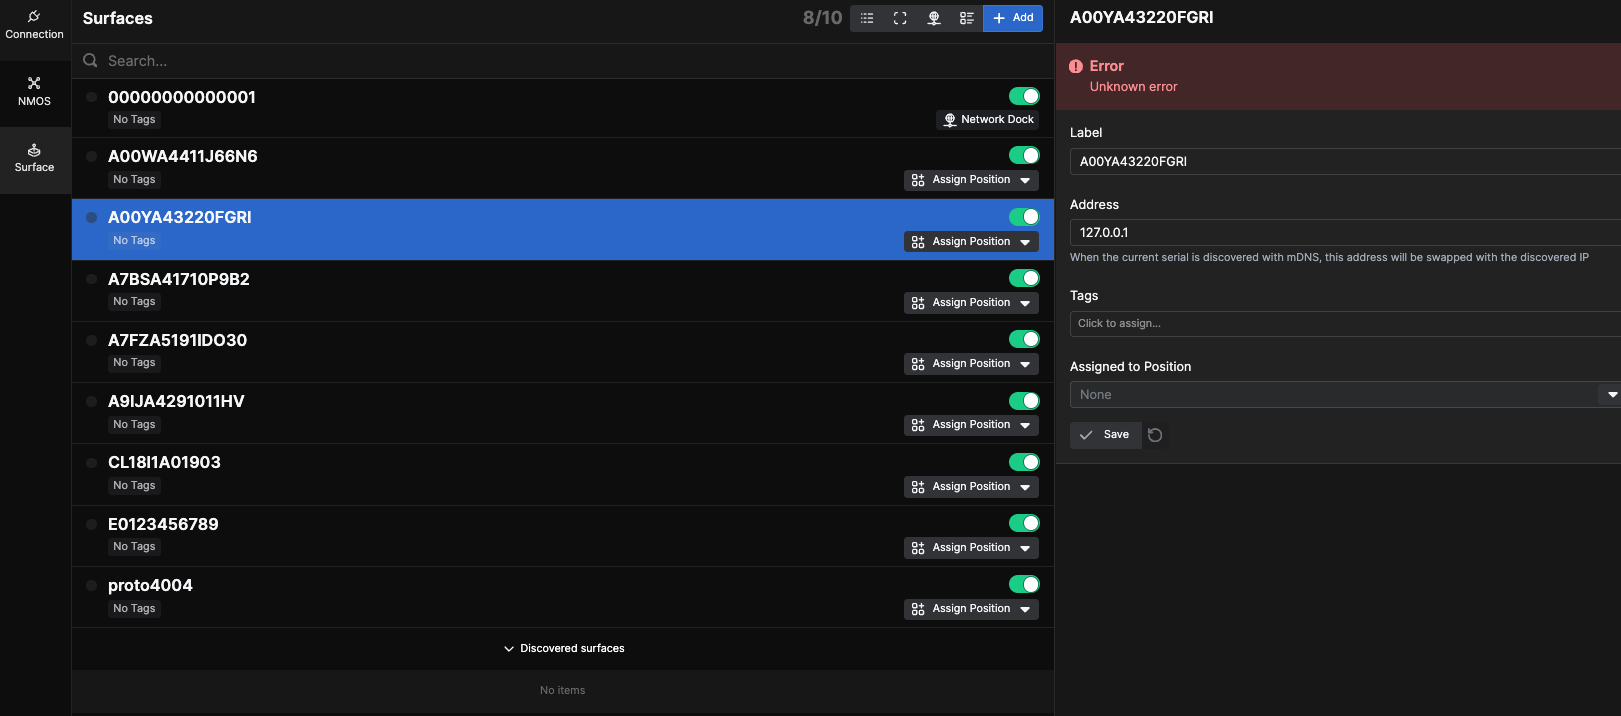 Connection
NMOS
Surface
Surfaces
8/10
Add
Search...
00000000000001
No Tags
Network Dock
A00WA4411J66N6
No Tags
Assign Position
A00YA43220FGRI
No Tags
Assign Position
A7BSA41710P9B2
No Tags
Assign Position
A7FZA5191IDO30
No Tags
Assign Position
A9IJA4291011HV
No Tags
Assign Position
CL18I1A01903
No Tags
Assign Position
E0123456789
No Tags
Assign Position
proto4004
No Tags
Assign Position
Discovered surfaces
No items
A00YA43220FGRI
Error
Unknown error
Label
A00YA43220FGRI
Address
127.0.0.1
When the current serial is discovered with mDNS, this address will be swapped with the discovered IP
Tags
Click to assign...
Assigned to Position
None
Save